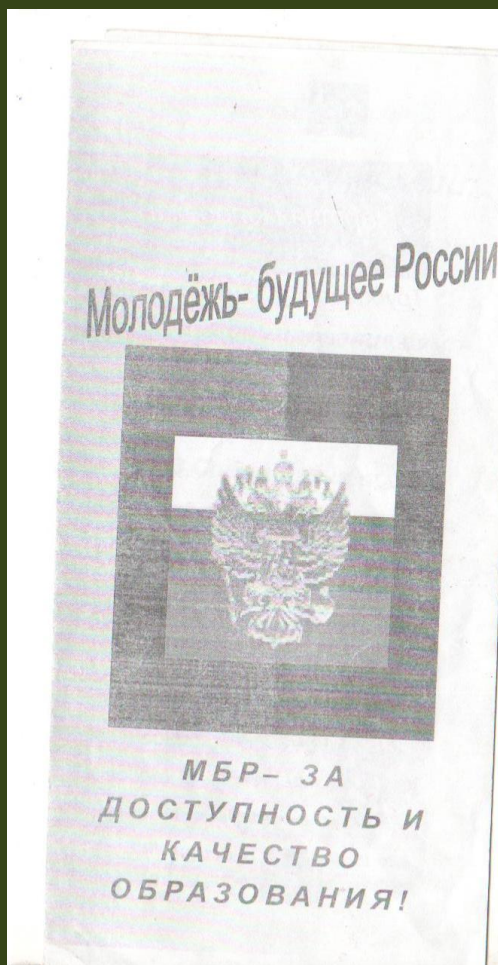 Молодёжь- будущее России
МБР– ЗА
ДОСТУПНОСТЬ И
КАЧЕСТВО
ОБРАЗОВАНИЯ!